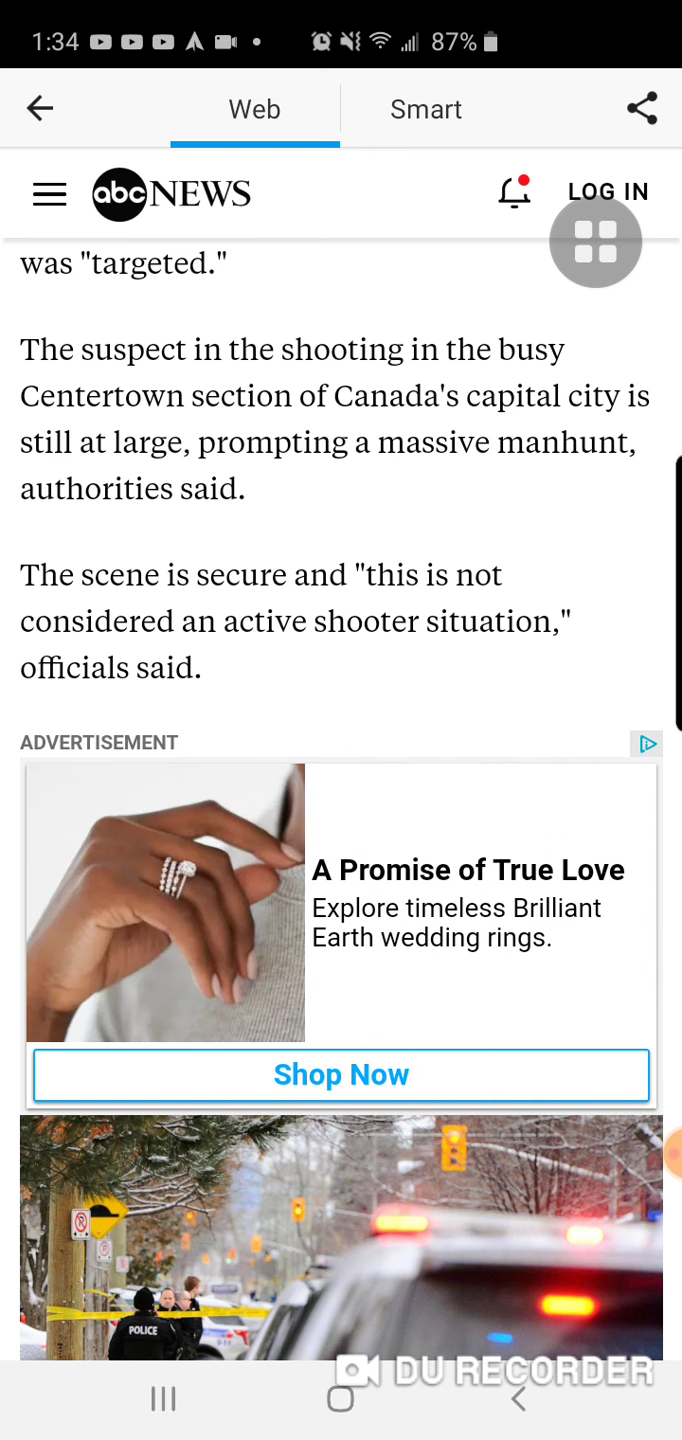 1:34
87%
Web
Smart
abc NEWS
LOG IN
was "targeted."
The suspect in the shooting in the busy
Centertown section of Canada's capital city is
still at large, prompting a massive manhunt,
authorities said.
The scene is secure and "this is not
considered an active shooter situation,"
officials said.
ADVERTISEMENT
A Promise of True Love
Explore timeless Brilliant
Earth wedding rings.
Shop Now
POLICE
DU RECORDER